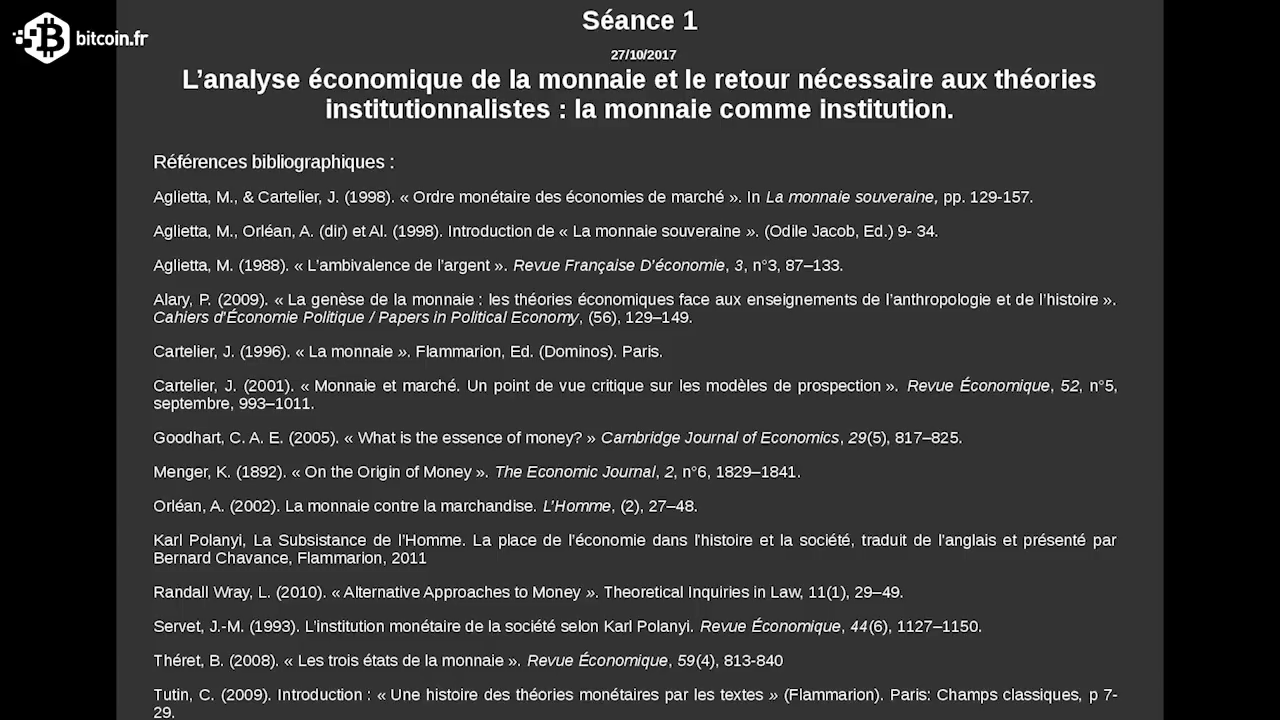 bitcoin.fr
Séance 1
27/10/2017
L’analyse économique de la monnaie et le retour nécessaire aux théories
institutionnalistes : la monnaie comme institution.
Références bibliographiques :
Aglietta, M., & Cartelier, J. (1998). « Ordre monétaire des économies de marché ». In La monnaie souveraine, pp. 129-157.
Aglietta, M., Orléan, A. (dir) et Al. (1998). Introduction de « La monnaie souveraine ». (Odile Jacob, Ed.) 9- 34.
Aglietta, M. (1988). « L’ambivalence de l’argent ». Revue Française D’économie, 3, n°3, 87–133.
Alary, P. (2009). « La genèse de la monnaie : les théories économiques face aux enseignements de l’anthropologie et de l’histoire ».
Cahiers d’Économie Politique / Papers in Political Economy, (56), 129–149.
Cartelier, J. (1996). « La monnaie ». Flammarion, Ed. (Dominos). Paris.
Cartelier, J. (2001). « Monnaie et marché. Un point de vue critique sur les modèles de prospection ». Revue Économique, 52, n°5,
septembre, 993–1011.
Goodhart, C. A. E. (2005). « What is the essence of money? » Cambridge Journal of Economics, 29(5), 817–825.
Menger, K. (1892). « On the Origin of Money ». The Economic Journal, 2, n°6, 1829–1841.
Orléan, A. (2002). La monnaie contre la marchandise. L’Homme, (2), 27–48.
Karl Polanyi, La Subsistance de l’Homme. La place de l’économie dans l’histoire et la société, traduit de l’anglais et présenté par
Bernard Chavance, Flammarion, 2011
Randall Wray, L. (2010). « Alternative Approaches to Money ». Theoretical Inquiries in Law, 11(1), 29–49.
Servet, J.-M. (1993). L’institution monétaire de la société selon Karl Polanyi. Revue Économique, 44(6), 1127–1150.
Théret, B. (2008). « Les trois états de la monnaie ». Revue Économique, 59(4), 813-840
Tutin, C. (2009). Introduction : « Une histoire des théories monétaires par les textes » (Flammarion). Paris: Champs classiques, p 7-
29.